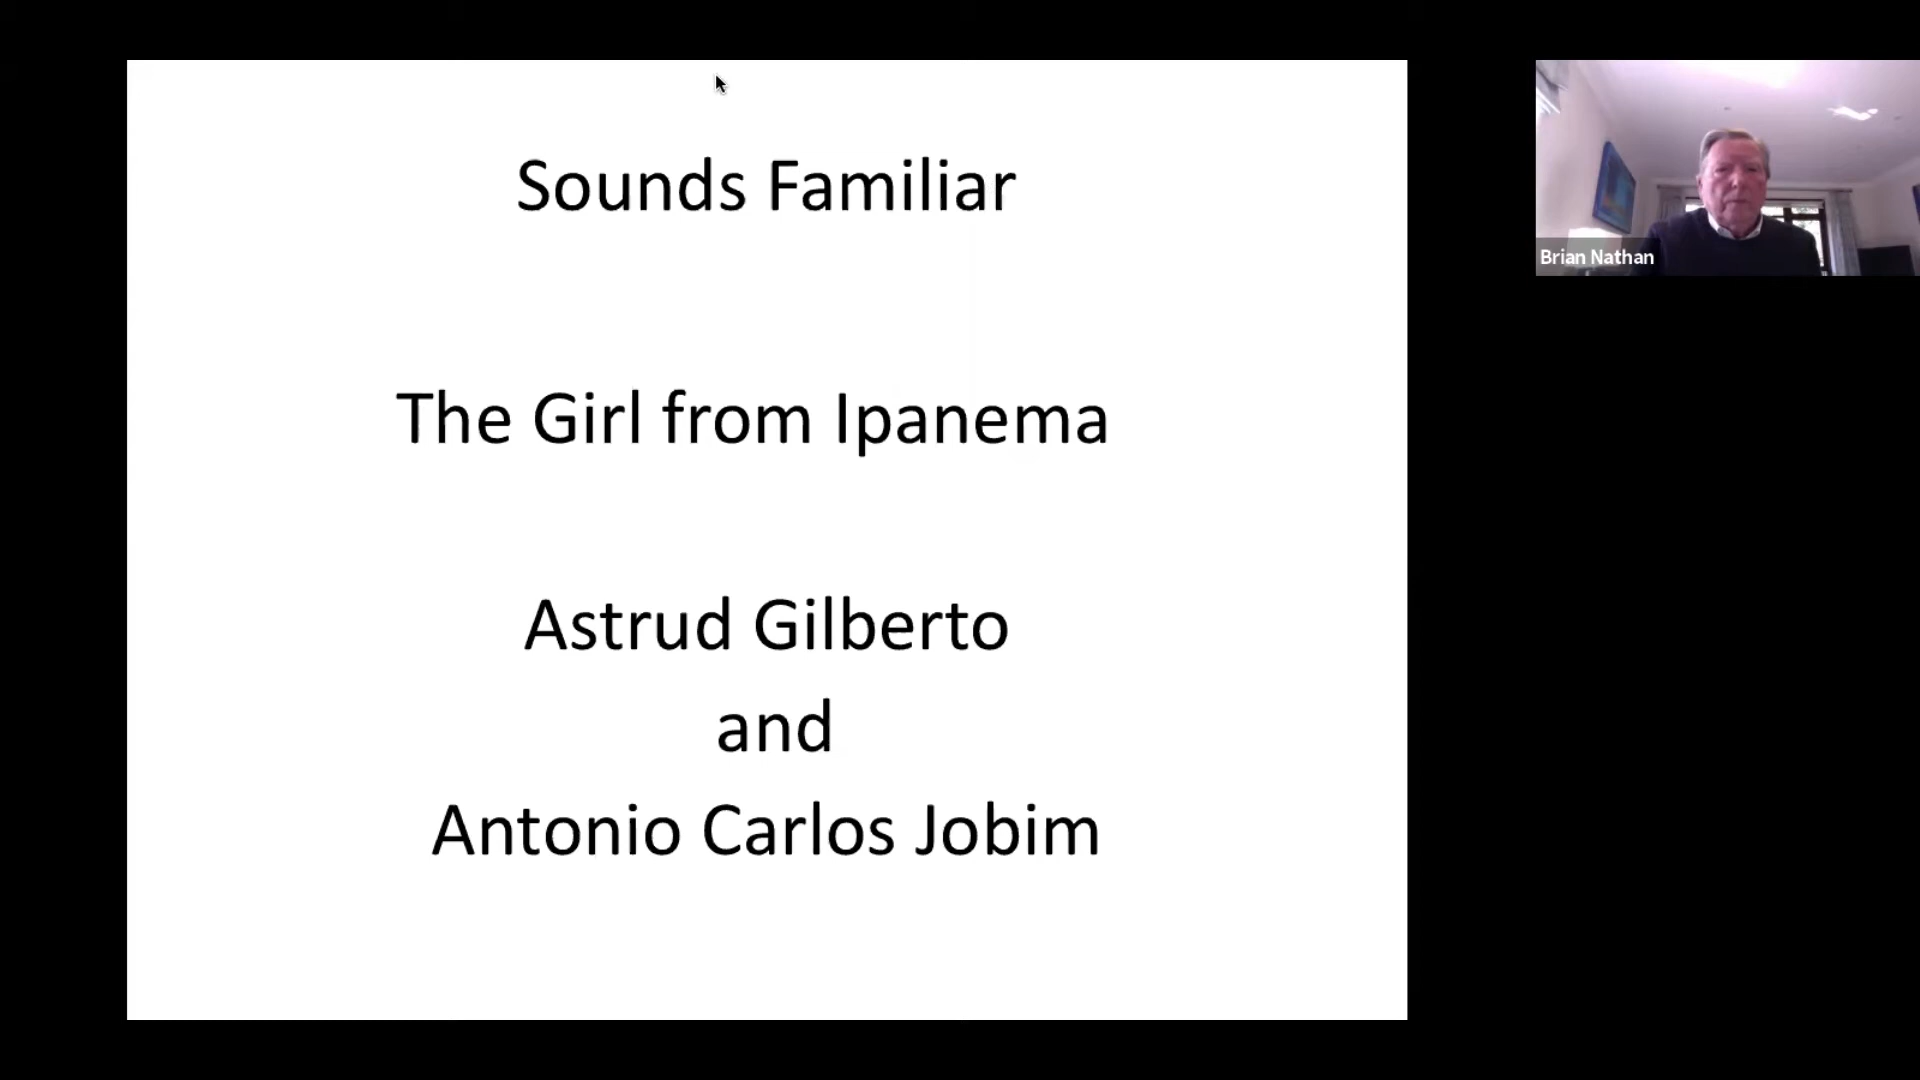 Sounds Familiar
The Girl from Ipanema
Astrud Gilberto
and
Antonio Carlos Jobim
Brian Nathan